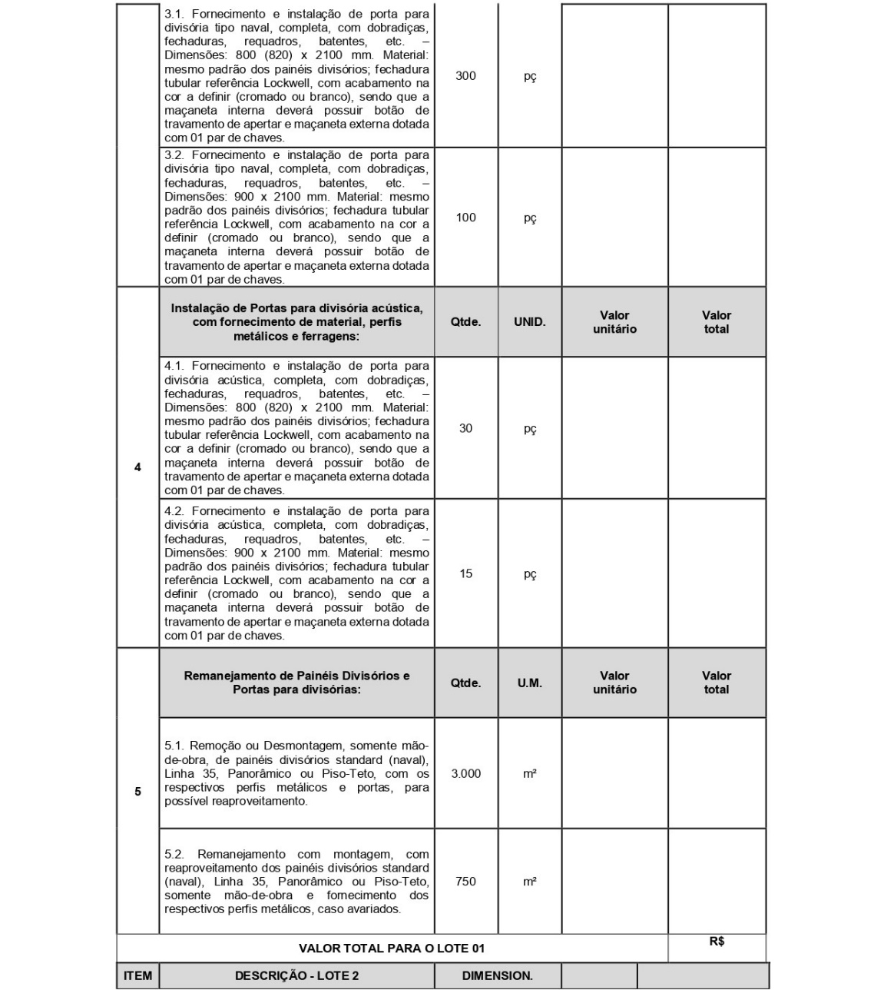 3.1. Fornecimento e instalação de porta para
divisória tipo naval, completa, com dobradiças,
fechaduras, requadros, batentes, etc. –
Dimensões: 800 (820) x 2100 mm. Material:
mesmo padrão dos painéis divisórios; fechadura
tubular referência Lockwell, com acabamento na
cor a definir (cromado ou branco), sendo que a
maçaneta interna deverá possuir botão de
travamento de apertar e maçaneta externa dotada
com 01 par de chaves.
300
pç
3.2. Fornecimento e instalação de porta para
divisória tipo naval, completa, com dobradiças,
fechaduras, requadros, batentes, etc. –
Dimensões: 900 x 2100 mm. Material: mesmo
padrão dos painéis divisórios; fechadura tubular
referência Lockwell, com acabamento na cor a
definir (cromado ou branco), sendo que a
maçaneta interna deverá possuir botão de
travamento de apertar e maçaneta externa dotada
com 01 par de chaves.
100
pç
4
Instalação de Portas para divisória acústica,
com fornecimento de material, perfis
metálicos e ferragens:
Qtde.
UNID.
Valor
unitário
Valor
total
4.1. Fornecimento e instalação de porta para
divisória acústica, completa, com dobradiças,
fechaduras, requadros, batentes, etc. –
Dimensões: 800 (820) x 2100 mm. Material:
mesmo padrão dos painéis divisórios; fechadura
tubular referência Lockwell, com acabamento na
cor a definir (cromado ou branco), sendo que a
maçaneta interna deverá possuir botão de
travamento de apertar e maçaneta externa dotada
com 01 par de chaves.
30
pç
4.2. Fornecimento e instalação de porta para
divisória acústica, completa, com dobradiças,
fechaduras, requadros, batentes, etc. –
Dimensões: 900 x 2100 mm. Material: mesmo
padrão dos painéis divisórios; fechadura tubular
referência Lockwell, com acabamento na cor a
definir (cromado ou branco), sendo que a
maçaneta interna deverá possuir botão de
travamento de apertar e maçaneta externa dotada
com 01 par de chaves.
15
pç
5
Remanejamento de Painéis Divisórios e
Portas para divisórias:
Qtde.
U.M.
Valor
unitário
Valor
total
5.1. Remoção ou Desmontagem, somente mão-
de-obra, de painéis divisórios standard (naval),
Linha 35, Panorâmico ou Piso-Teto, com os
respectivos perfis metálicos e portas, para
possível reaproveitamento.
3.000
m²
5.2. Remanejamento com montagem, com
reaproveitamento dos painéis divisórios standard
(naval), Linha 35, Panorâmico ou Piso-Teto,
somente mão-de-obra e fornecimento dos
respectivos perfis metálicos, caso avariados.
750
m²
VALOR TOTAL PARA O LOTE 01
R$
ITEM
DESCRIÇÃO - LOTE 2
DIMENSION.